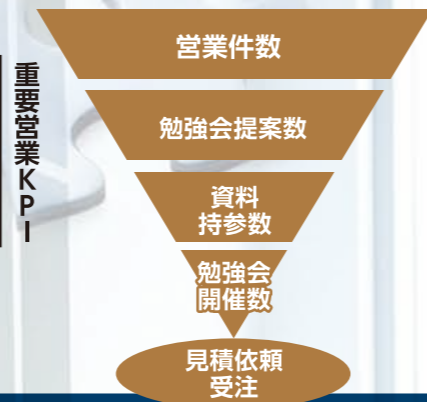 重要営業KPI
営業件数
勉強会提案数
資料
持参数
勉強会
開催数
見積依頼
受注